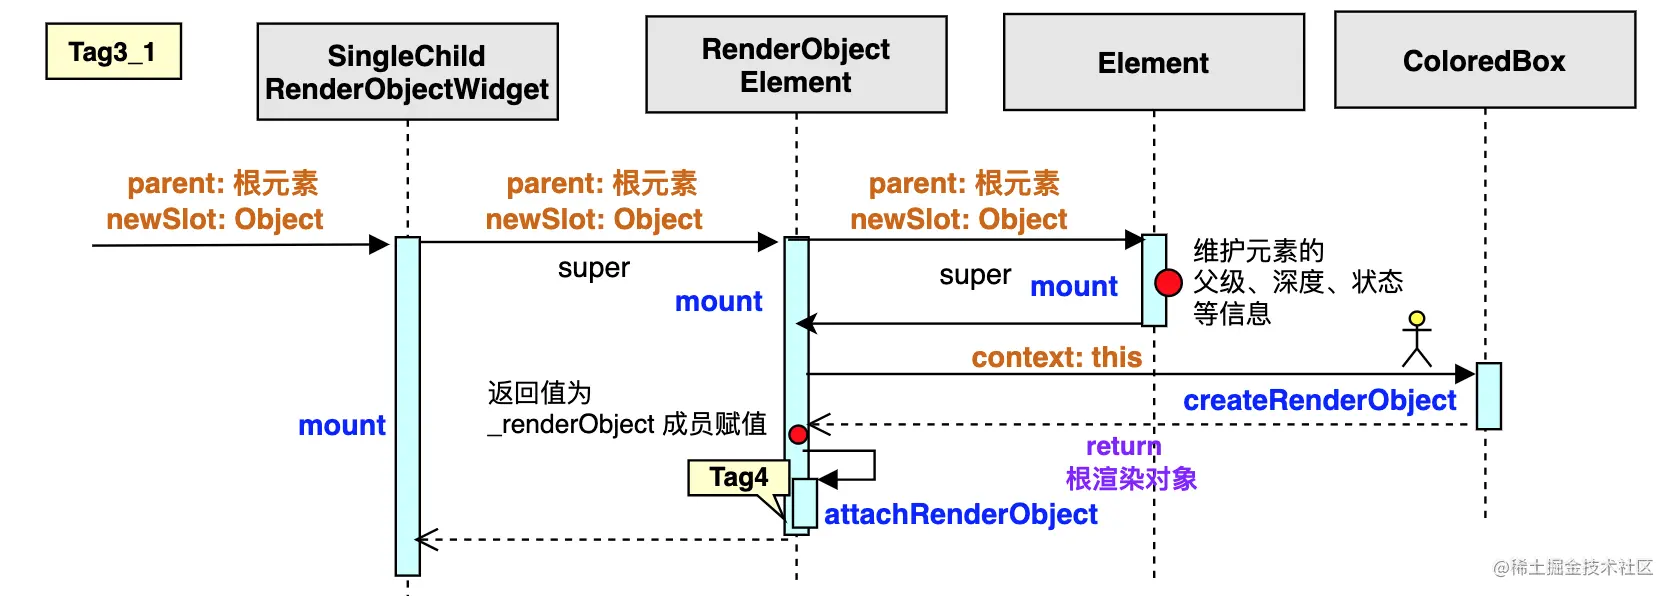 Tag3_1
SingleChild
RenderObjectWidget
RenderObject
Element
Element
ColoredBox
parent: 根元素
newSlot: Object
parent: 根元素
newSlot: Object
parent: 根元素
newSlot: Object
super
mount
super
mount
维护元素的
父级、深度、状态
等信息
context: this
createRenderObject
返回值为
_renderObject 成员赋值
mount
return
根渲染对象
Tag4
attachRenderObject
@稀土掘金技术社区